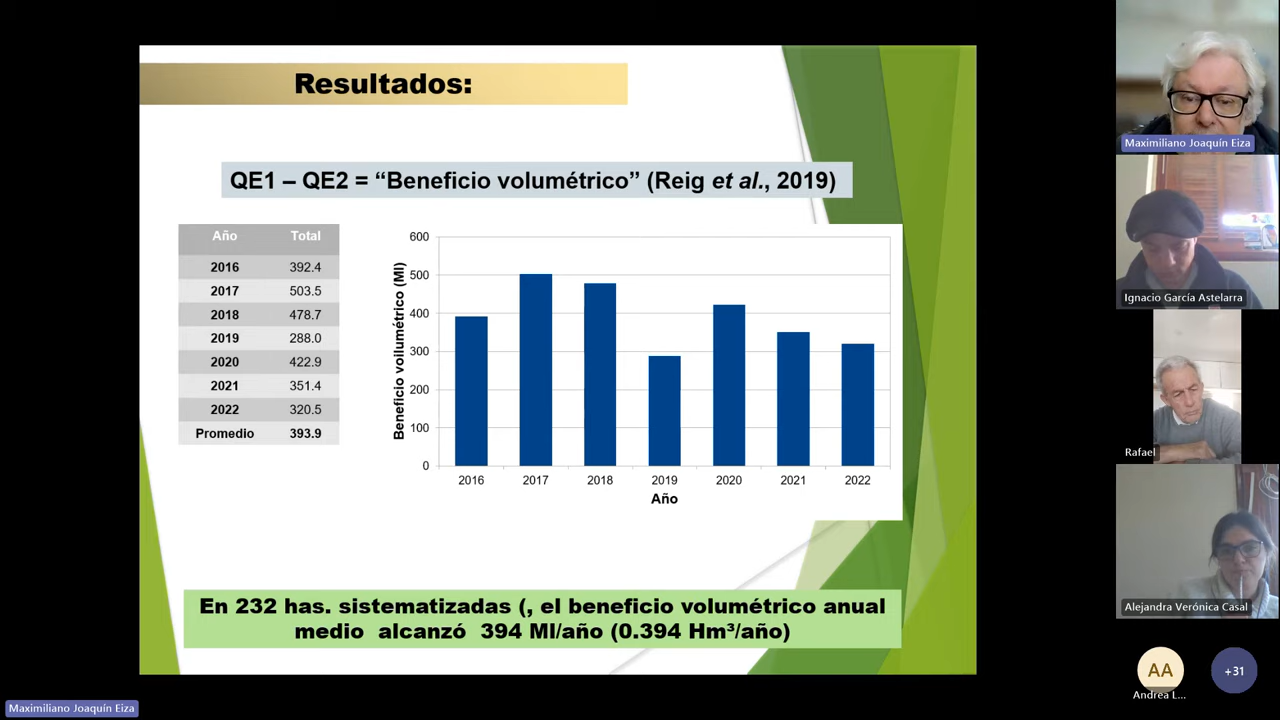 Resultados:
QE1 – QE2 = “Beneficio volumétrico” (Reig et al., 2019)
Año Total
2016 392.4
2017 503.5
2018 478.7
2019 288.0
2020 422.9
2021 351.4
2022 320.5
Promedio 393.9
Beneficio voilumétrico (Ml)
600
500
400
300
200
100
0
2016 2017 2018 2019 2020 2021 2022
Año
En 232 has. sistematizadas (, el beneficio volumétrico anual
medio alcanzó 394 Ml/año (0.394 Hm³/año)
Maximiliano Joaquín Eiza
Ignacio García Astelarra
Rafael
Alejandra Verónica Casal
AA
Andrea L...
+31
Maximiliano Joaquín Eiza